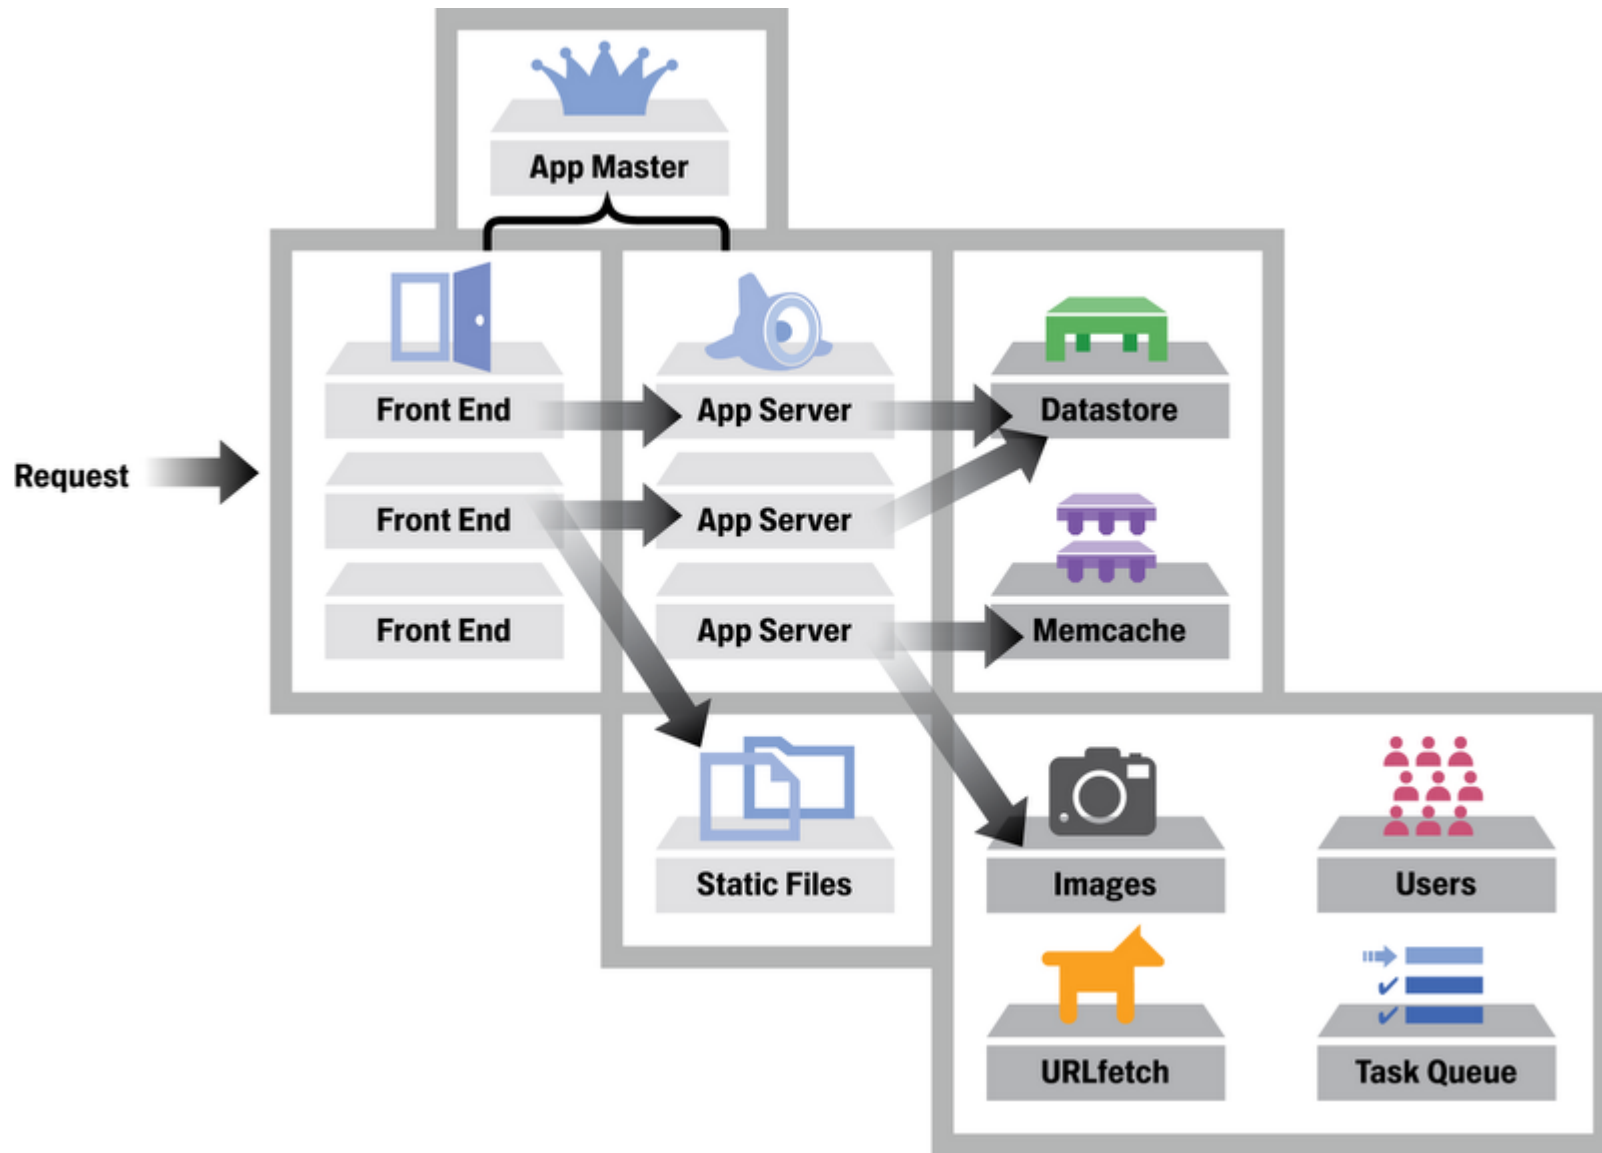 App Master
Request
Front End
Front End
Front End
App Server
App Server
App Server
Datastore
Memcache
Static Files
Images
Users
URLfetch
Task Queue